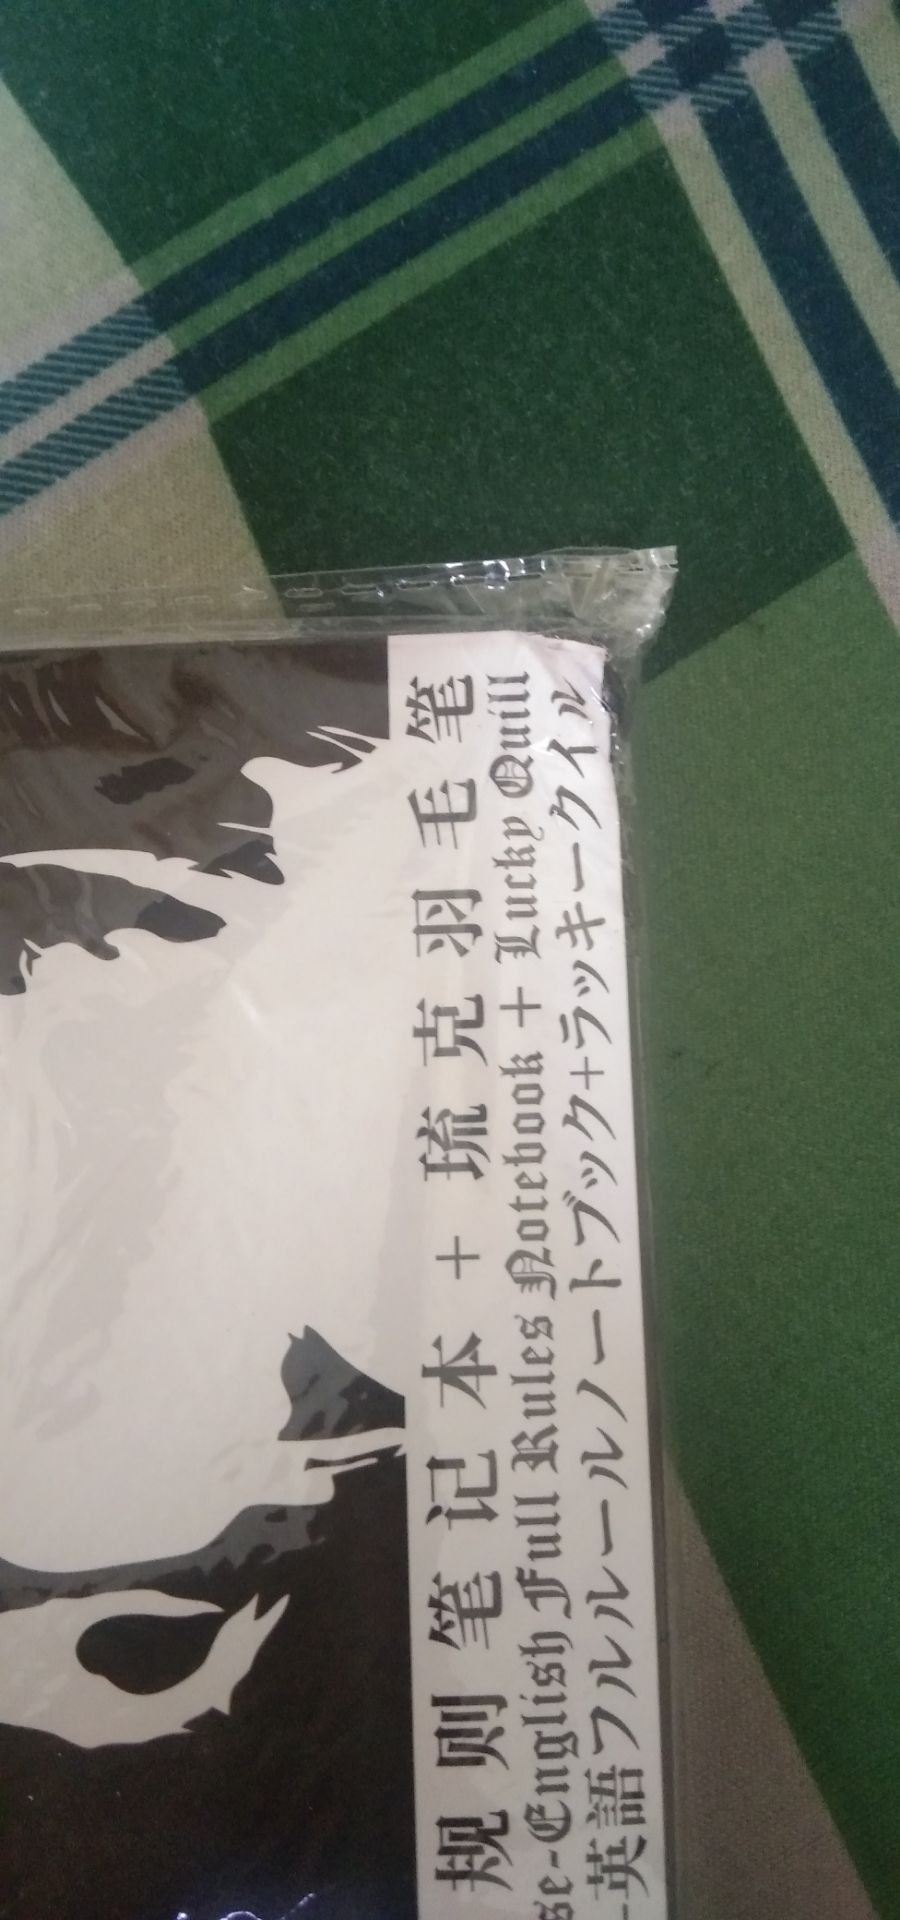 规则笔记本 + 琉克羽毛笔
se-English Full Rules Notebook + Lucky Quill
-英語フルルールノートブック+ラッキークイル